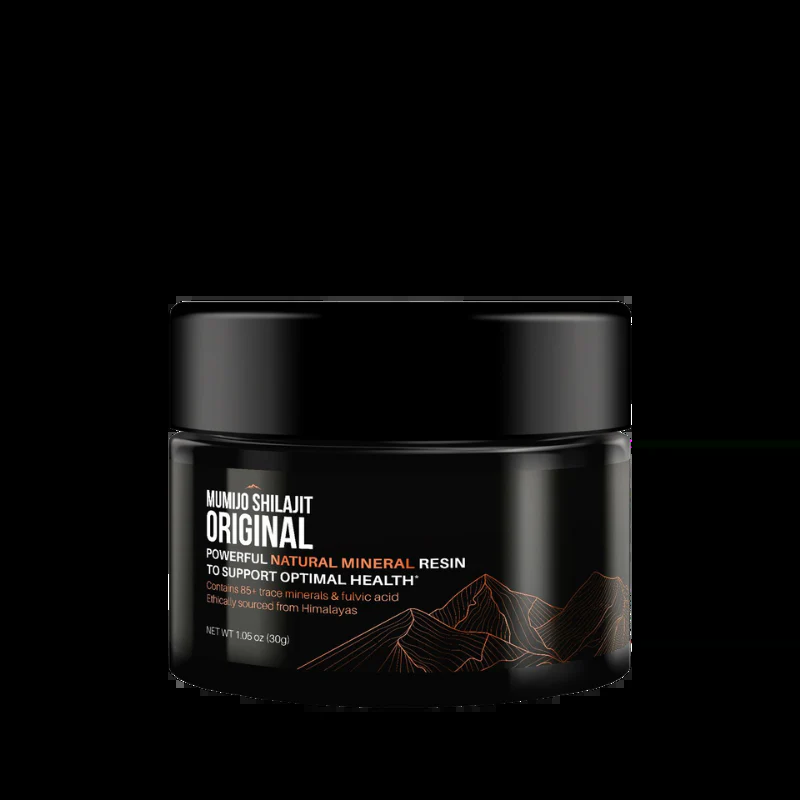 MUMIJO SHILAJIT
ORIGINAL
POWERFUL NATURAL MINERAL RESIN
TO SUPPORT OPTIMAL HEALTH*
Contains 85+ trace minerals & fulvic acid
Ethically sourced from Himalayas
NET WT 1.05 oz (30g)